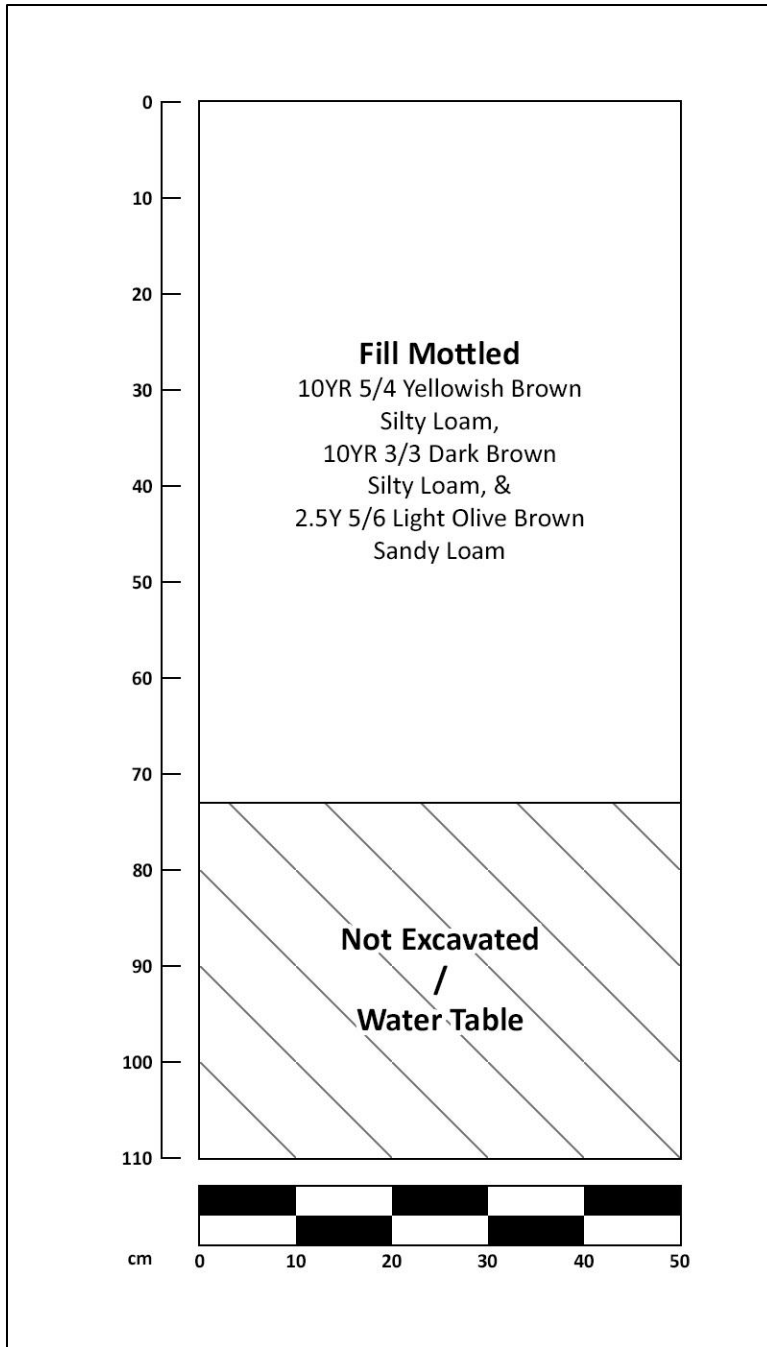 0
10
20
30
40
50
60
70
80
90
100
110
Fill Mottled
10YR 5/4 Yellowish Brown
Silty Loam,
10YR 3/3 Dark Brown
Silty Loam, &
2.5Y 5/6 Light Olive Brown
Sandy Loam
Not Excavated
/
Water Table
cm 0 10 20 30 40 50